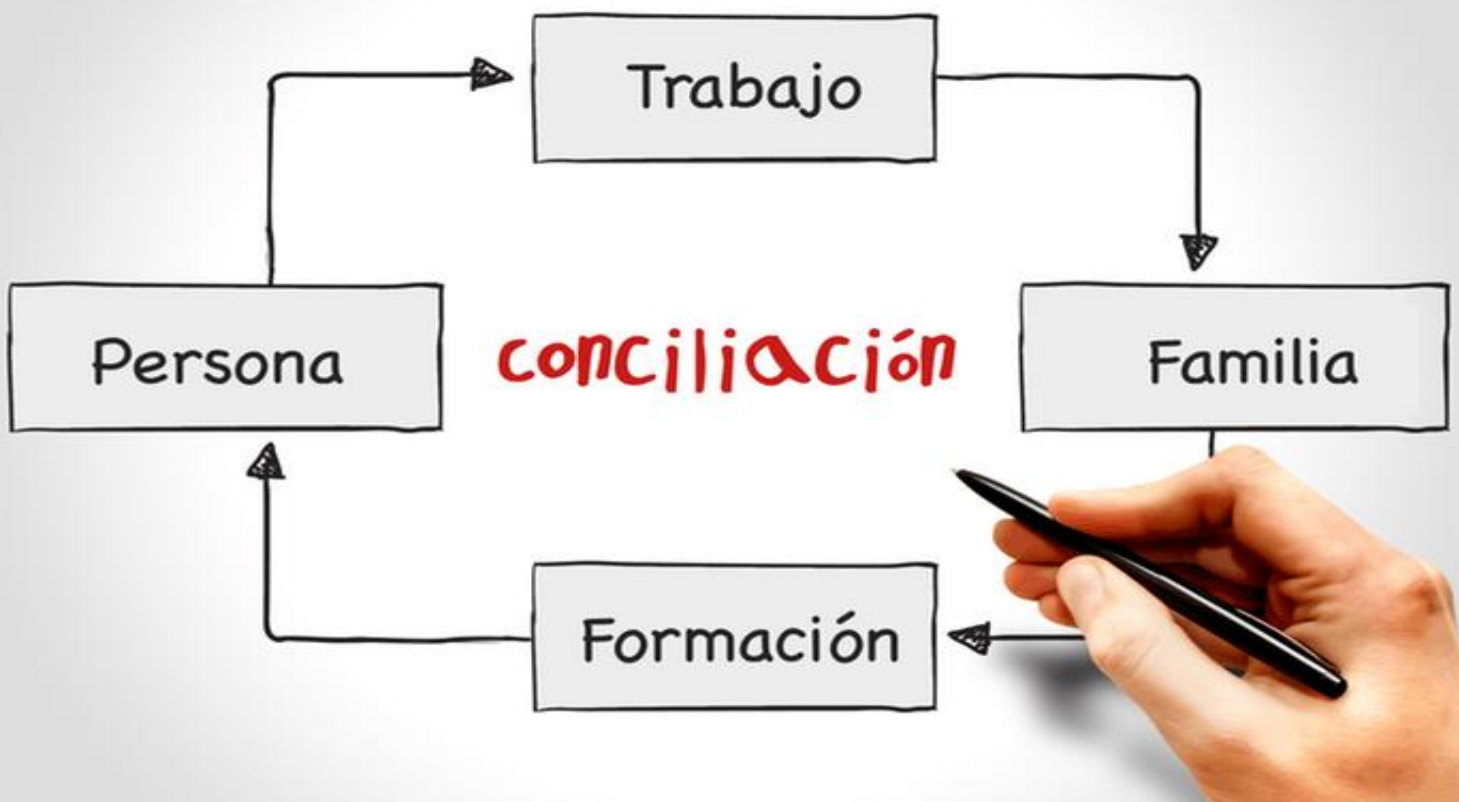 Trabajo
Persona
conciliación
Familia
Formación